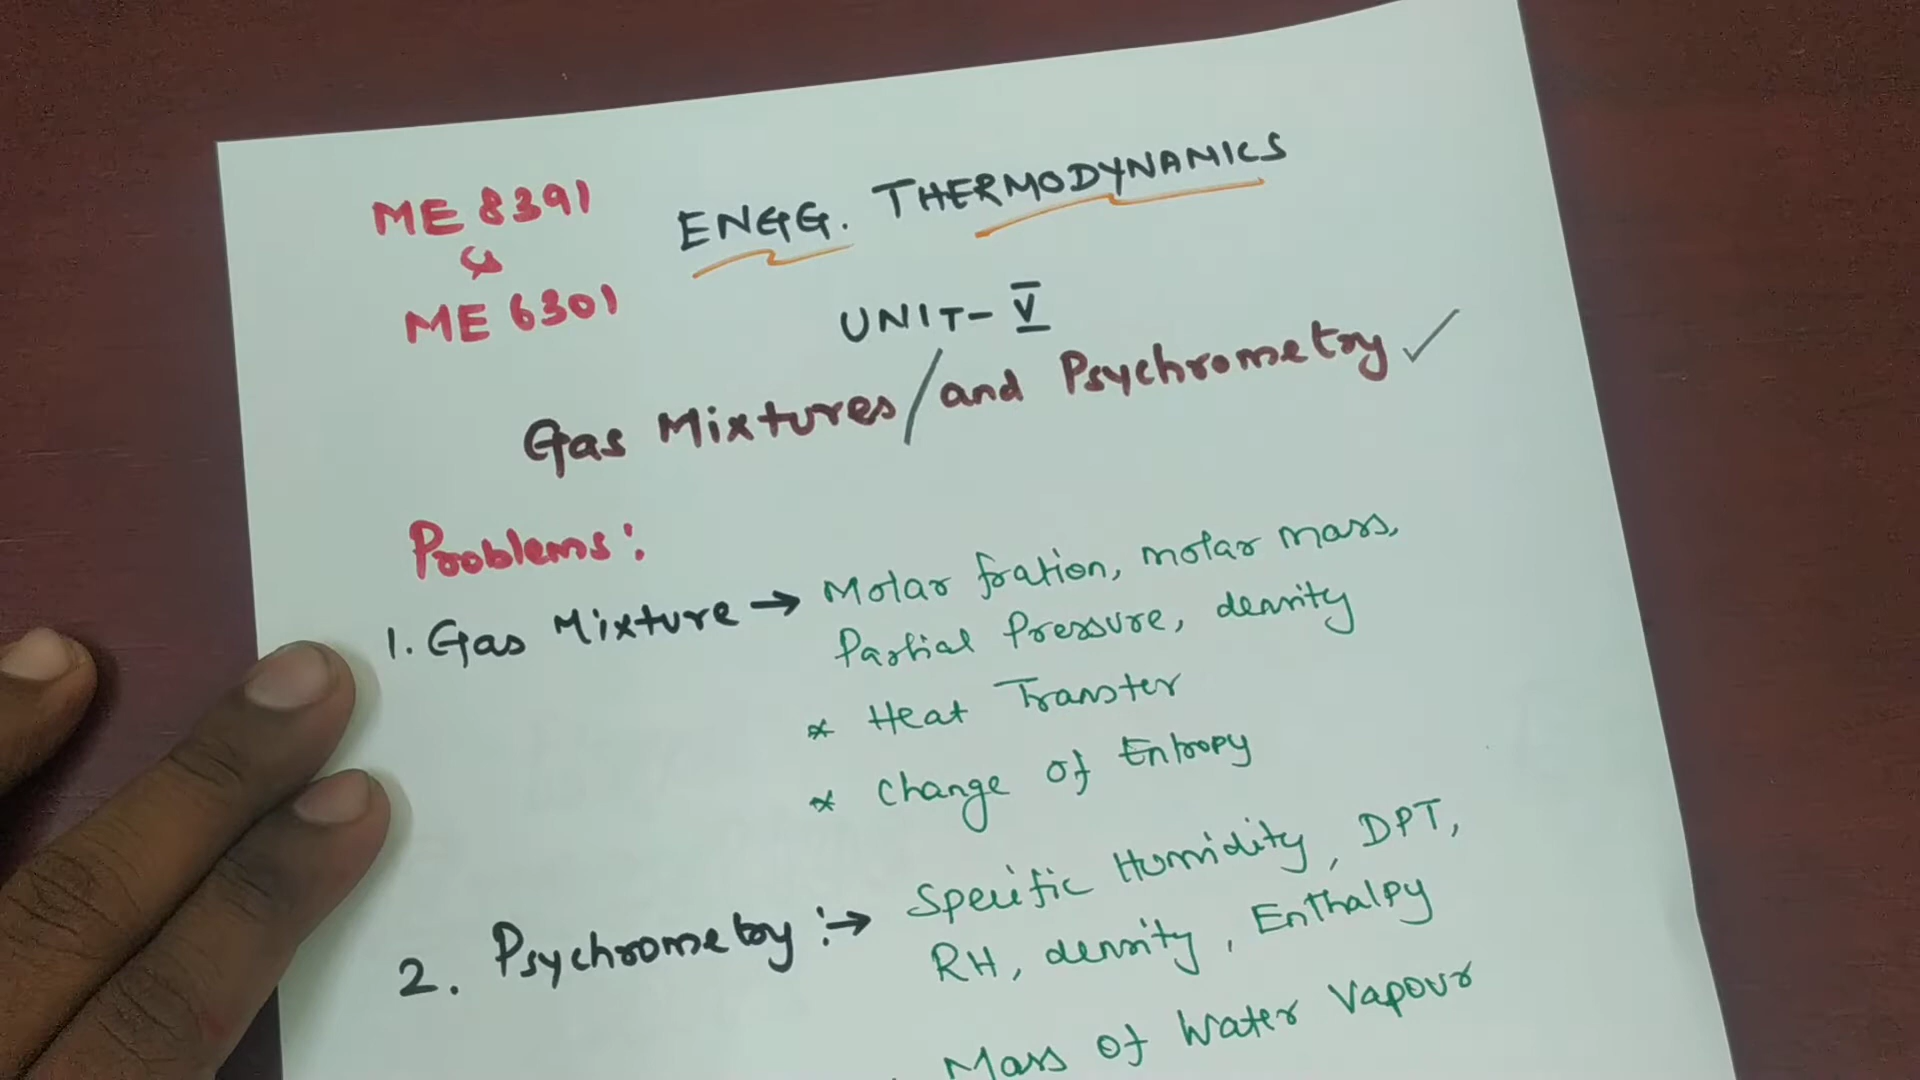 ME 8391
&
ME 6301
ENGG. THERMODYNAMICS
UNIT-V
Gas Mixtures/and Psychrometry ✓
Problems:
1. Gas Mixture → Molar fration, molar mass,
Partial Pressure, density
* Heat Transfer
* Change of Entropy
2. Psychrometry :→ Specific Humidity, DPT,
RH, density, Enthalpy
Mass of Water Vapour